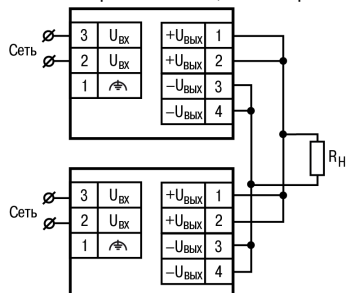 3 Uвх +Uвых 1
Сеть
2 Uвх +Uвых 2
1 −Uвых 3
−Uвых 4
Rн
3 Uвх +Uвых 1
Сеть
2 Uвх +Uвых 2
1 −Uвых 3
−Uвых 4